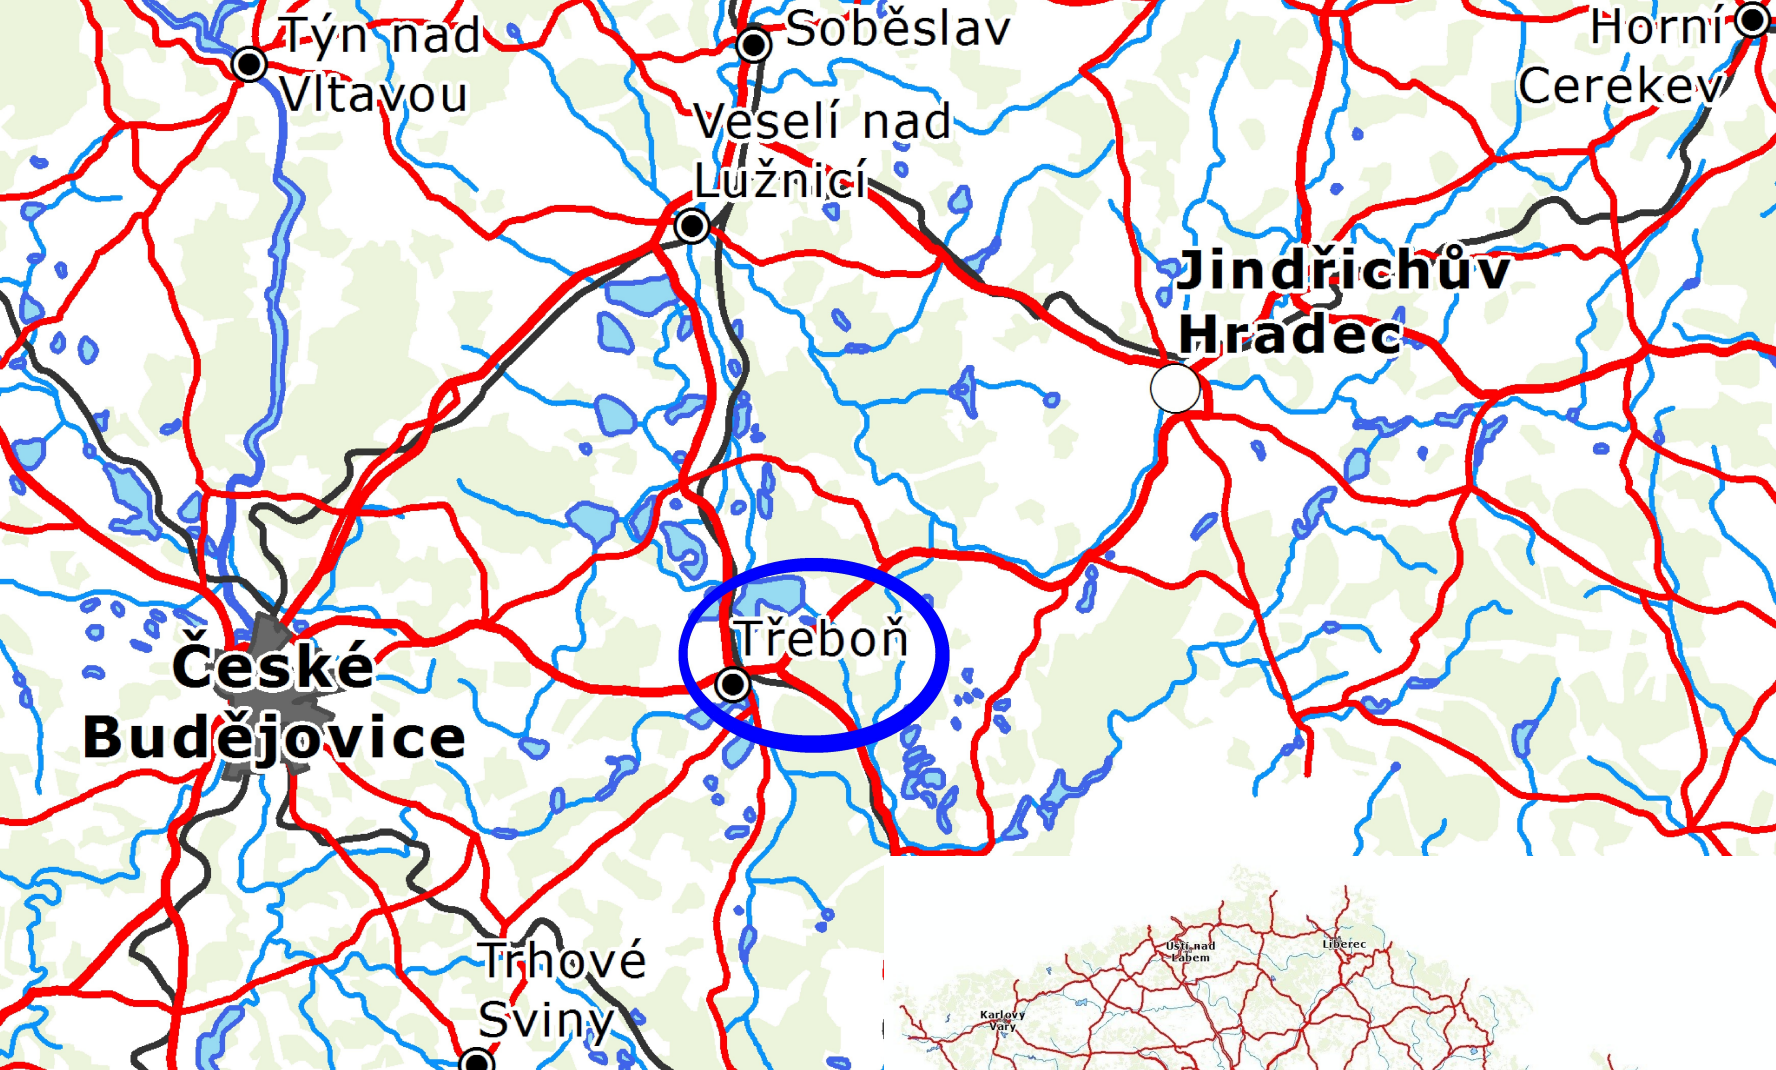 Týn nad
Vltavou
Soběslav
Horní
Cerekev
Veselí nad
Lužnicí
Jindřichův
Hradec
Třeboň
České
Budějovice
Trhové
Sviny
Ústí nad
Labem
Liberec
Karlovy
Vary